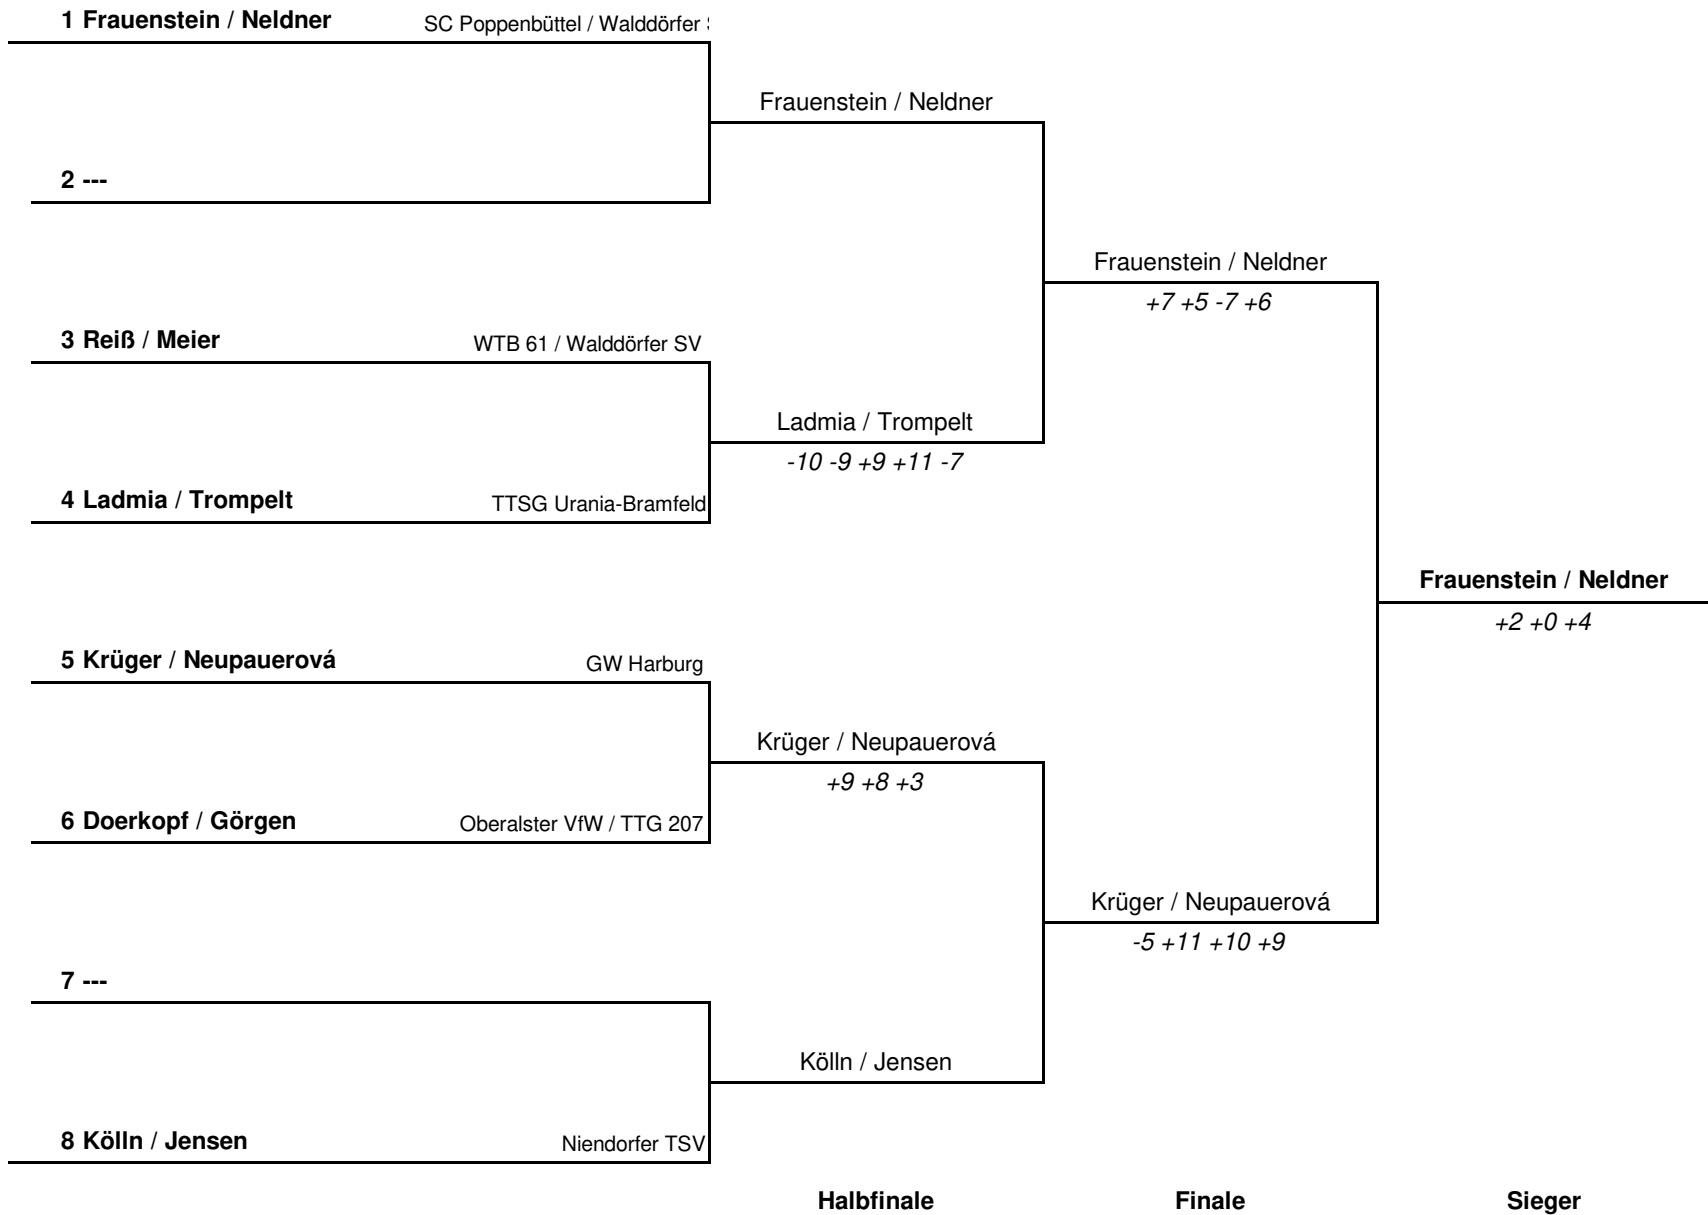 1 Frauenstein / Neldner SC Poppenbüttel / Walddörfer
Frauenstein / Neldner
2 ---
Frauenstein / Neldner
+7 +5 -7 +6
3 Reiß / Meier WTB 61 / Walddörfer SV
Ladmia / Trompelt
-10 -9 +9 +11 -7
4 Ladmia / Trompelt TTSG Urania-Bramfeld
Frauenstein / Neldner
+2 +0 +4
5 Krüger / Neupauerová GW Harburg
Krüger / Neupauerová
+9 +8 +3
6 Doerkopf / Görgen Oberalster VfW / TTG 207
Krüger / Neupauerová
-5 +11 +10 +9
7 ---
Kölln / Jensen
8 Kölln / Jensen Niendorfer TSV
Halbfinale Finale Sieger